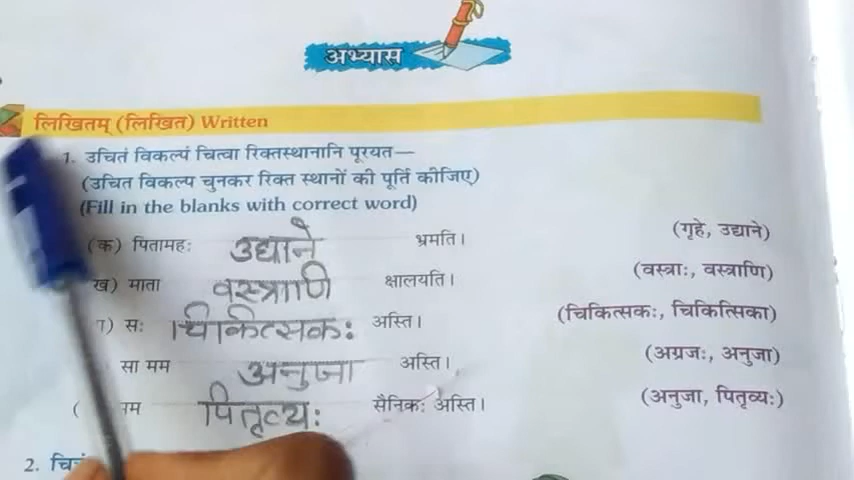 अभ्यास
लिखितम् (लिखित) Written
1. उचितं विकल्पं चित्वा रिक्तस्थानानि पूरयत—
(उचित विकल्प चुनकर रिक्त स्थानों की पूर्ति कीजिए)
(Fill in the blanks with correct word)
(क) पितामहः उद्याने भ्रमति। (गृहे, उद्याने)
ख) माता वस्त्राणि क्षालयति। (वस्त्राः, वस्त्राणि)
ग) सः चिकित्सकः अस्ति। (चिकित्सकः, चिकित्सिका)
सा मम अनुजा अस्ति। (अग्रजः, अनुजा)
( मम पितृव्यः सैनिकः अस्ति। (अनुजा, पितृव्यः)
2.